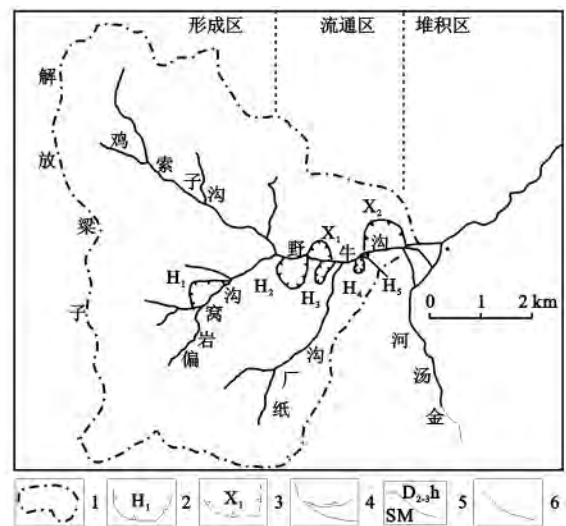 形成区 流通区 堆积区
解放梁子
鸡索子沟
野牛沟
X₁
X₂
H₁
H₂
H₃
H₄
H₅
偏岩窝沟
纸厂沟
金汤河
0 1 2 km
1 H₁ 2 X₁ 3 4 D₂₋₃h SM 5 6